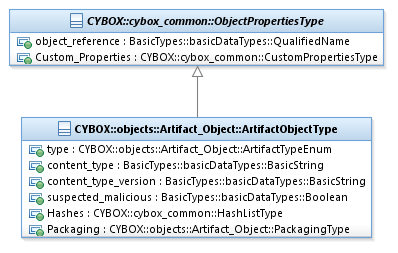 CYBOX::cybox_common::ObjectPropertiesType
object_reference : BasicTypes::basicDataTypes::QualifiedName
Custom_Properties : CYBOX::cybox_common::CustomPropertiesType
CYBOX::objects::Artifact_Object::ArtifactObjectType
type : CYBOX::objects::Artifact_Object::ArtifactTypeEnum
content_type : BasicTypes::basicDataTypes::BasicString
content_type_version : BasicTypes::basicDataTypes::BasicString
suspected_malicious : BasicTypes::basicDataTypes::Boolean
Hashes : CYBOX::cybox_common::HashListType
Packaging : CYBOX::objects::Artifact_Object::PackagingType